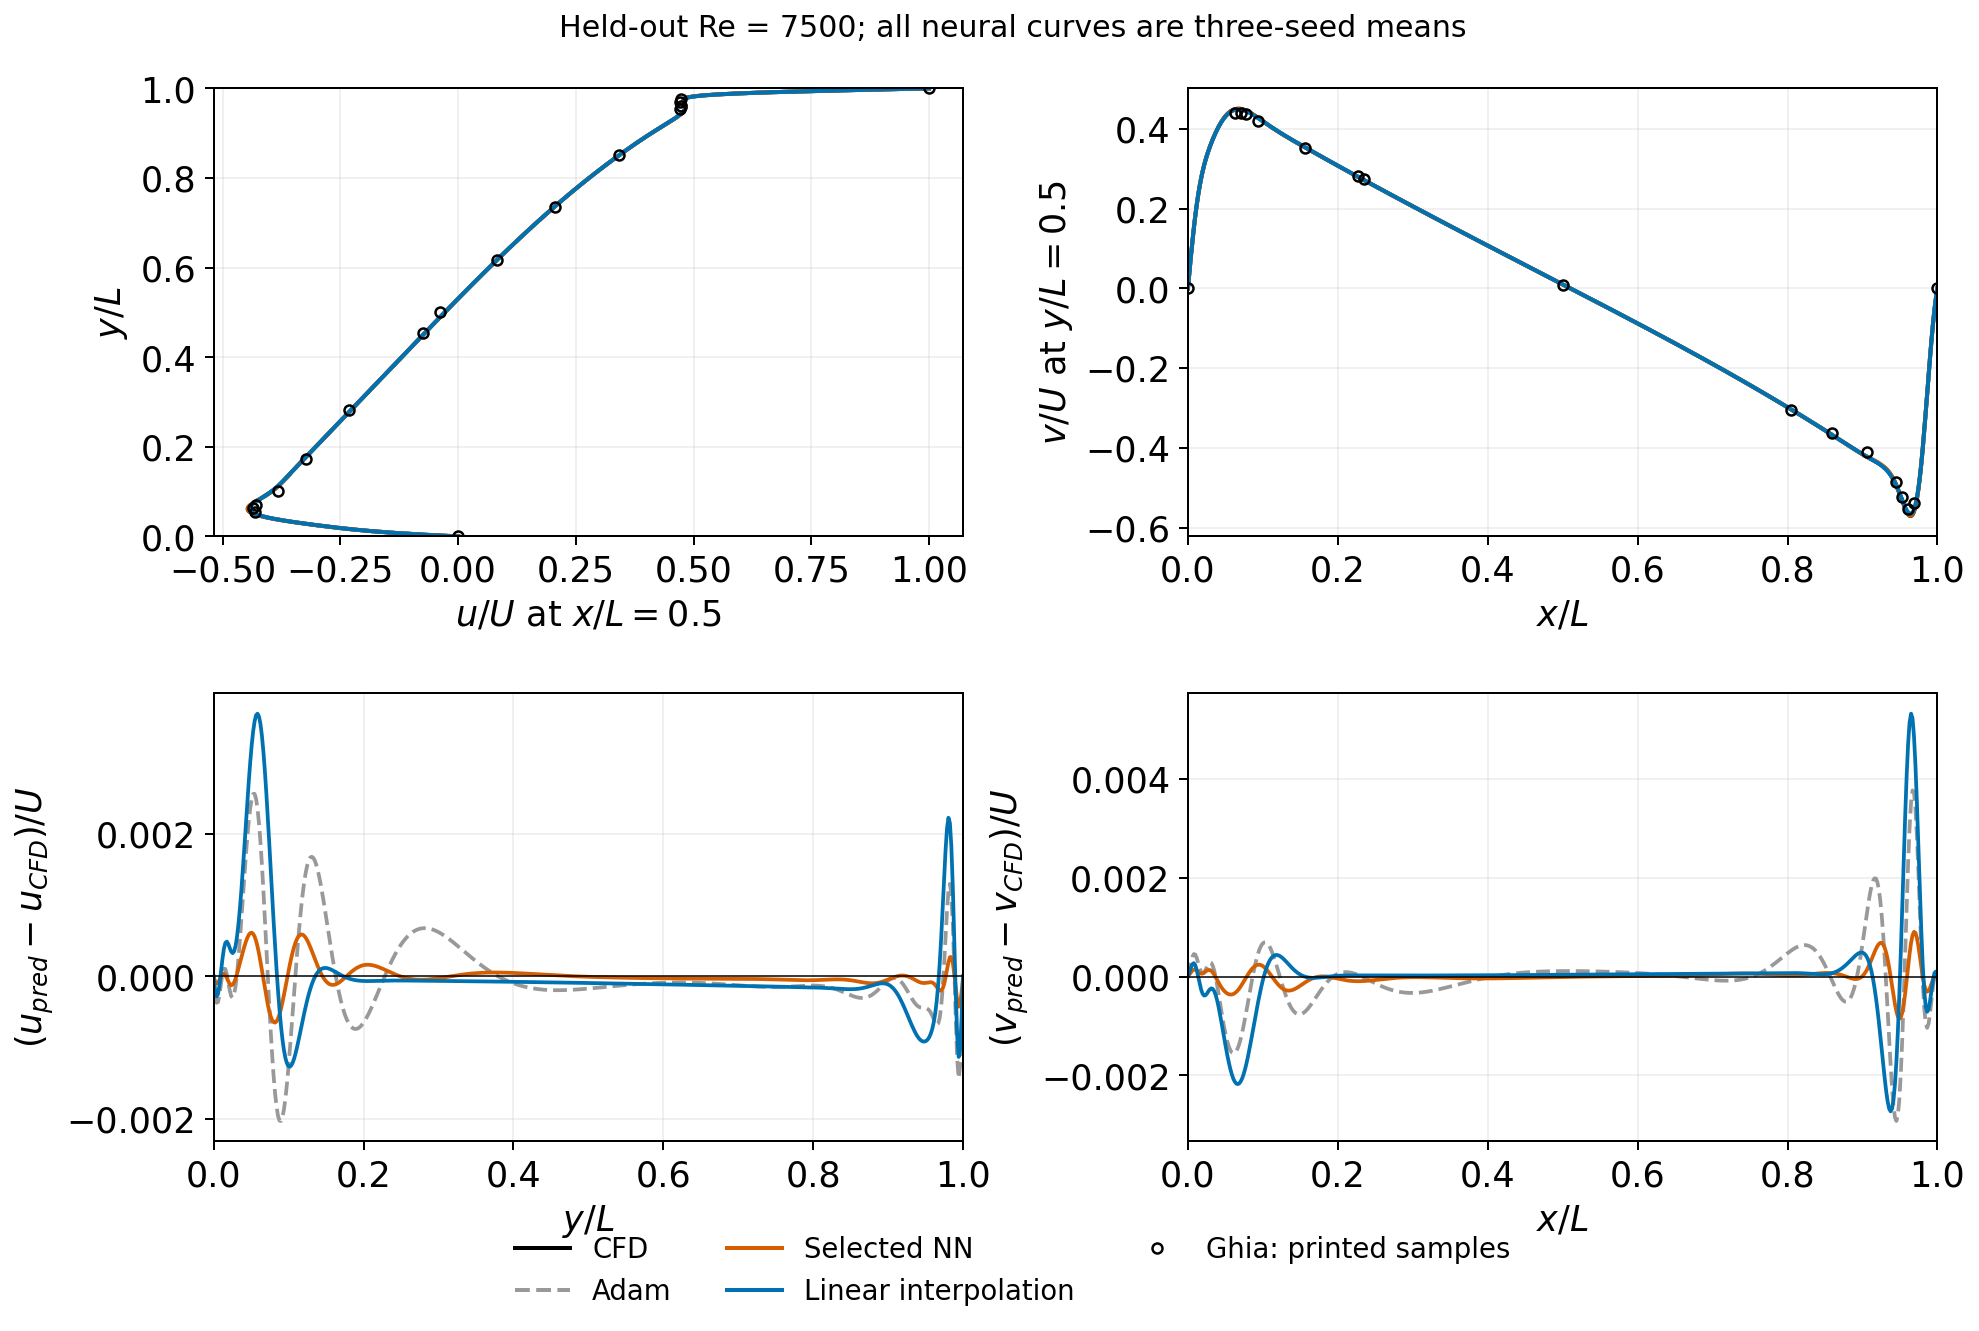 Held-out Re = 7500; all neural curves are three-seed means
1.0
0.8
0.6
0.4
0.2
0.0
y/L
−0.50 −0.25 0.00 0.25 0.50 0.75 1.00
u/U at x/L = 0.5
0.4
0.2
0.0
−0.2
−0.4
−0.6
v/U at y/L = 0.5
0.0 0.2 0.4 0.6 0.8 1.0
x/L
0.002
0.000
−0.002
(u_pred − u_CFD)/U
0.0 0.2 0.4 0.6 0.8 1.0
y/L
0.004
0.002
0.000
−0.002
(v_pred − v_CFD)/U
0.0 0.2 0.4 0.6 0.8 1.0
x/L
CFD
Adam
Selected NN
Linear interpolation
Ghia: printed samples